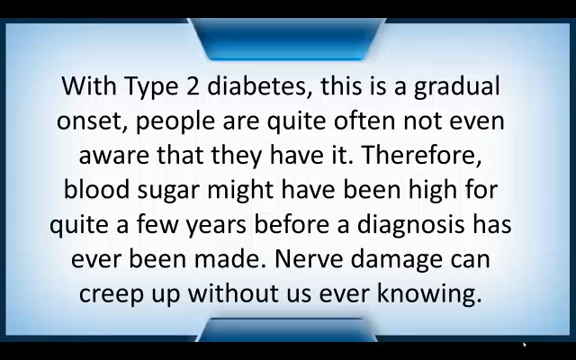 With Type 2 diabetes, this is a gradual
onset, people are quite often not even
aware that they have it. Therefore,
blood sugar might have been high for
quite a few years before a diagnosis has
ever been made. Nerve damage can
creep up without us ever knowing.